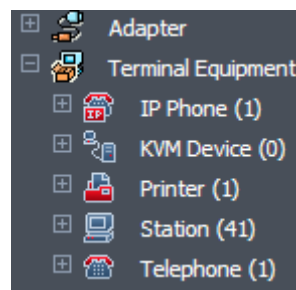 Adapter
Terminal Equipment
IP Phone (1)
KVM Device (0)
Printer (1)
Station (41)
Telephone (1)